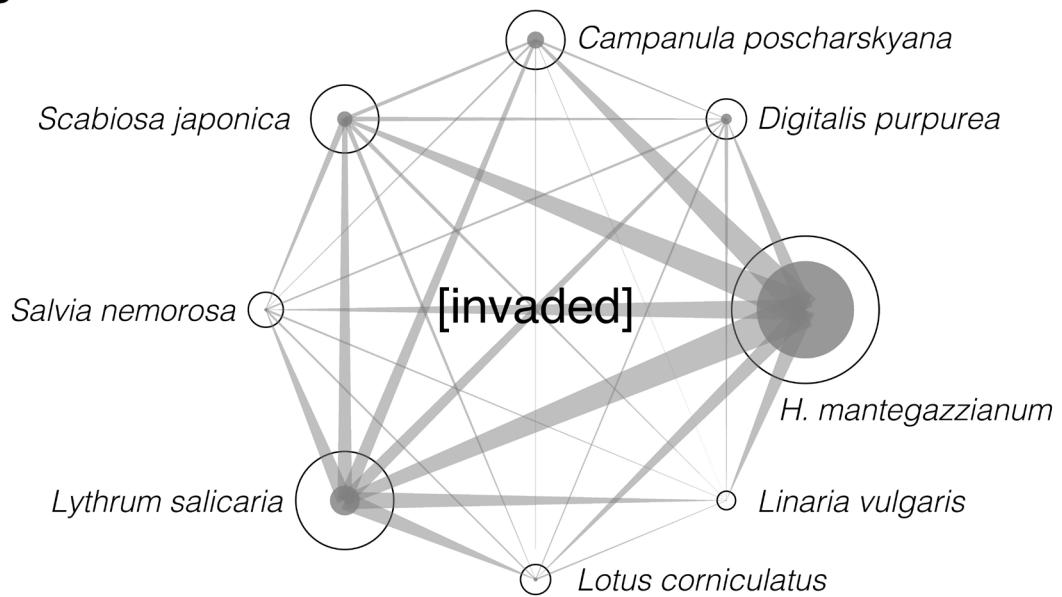 Campanula poscharskyana
Scabiosa japonica
Digitalis purpurea
Salvia nemorosa
[invaded]
H. mantegazzianum
Lythrum salicaria
Linaria vulgaris
Lotus corniculatus